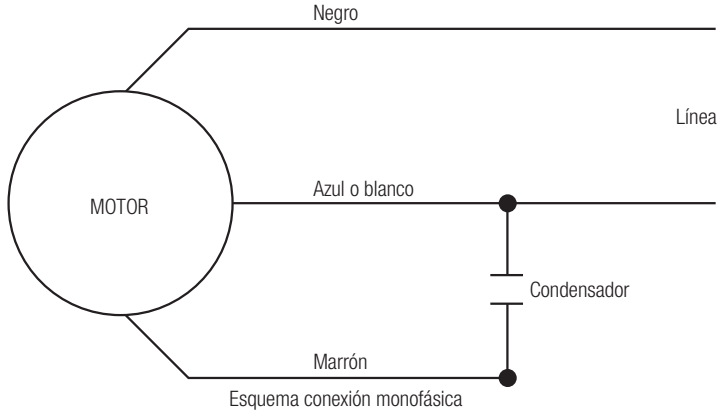 Negro
Línea
Azul o blanco
MOTOR
Condensador
Marrón
Esquema conexión monofásica